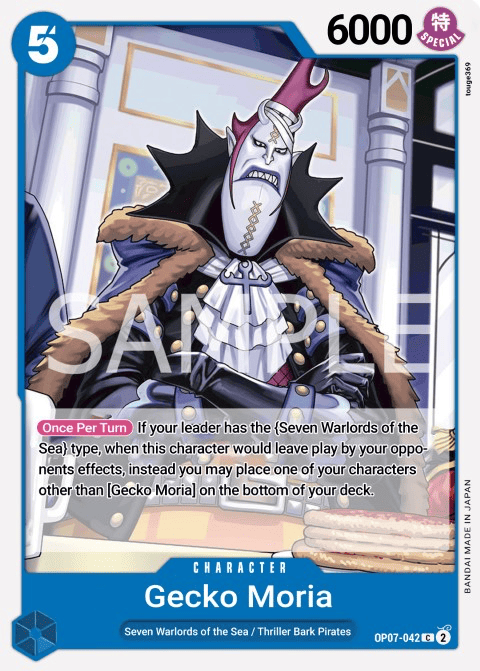 5
6000
特
SPECIAL
touge369
SAMPLE
Once Per Turn If your leader has the {Seven Warlords of the
Sea} type, when this character would leave play by your oppo-
nents effects, instead you may place one of your characters
other than [Gecko Moria] on the bottom of your deck.
BANDAI MADE IN JAPAN
CHARACTER
Gecko Moria
Seven Warlords of the Sea / Thriller Bark Pirates
OP07-042 C 2